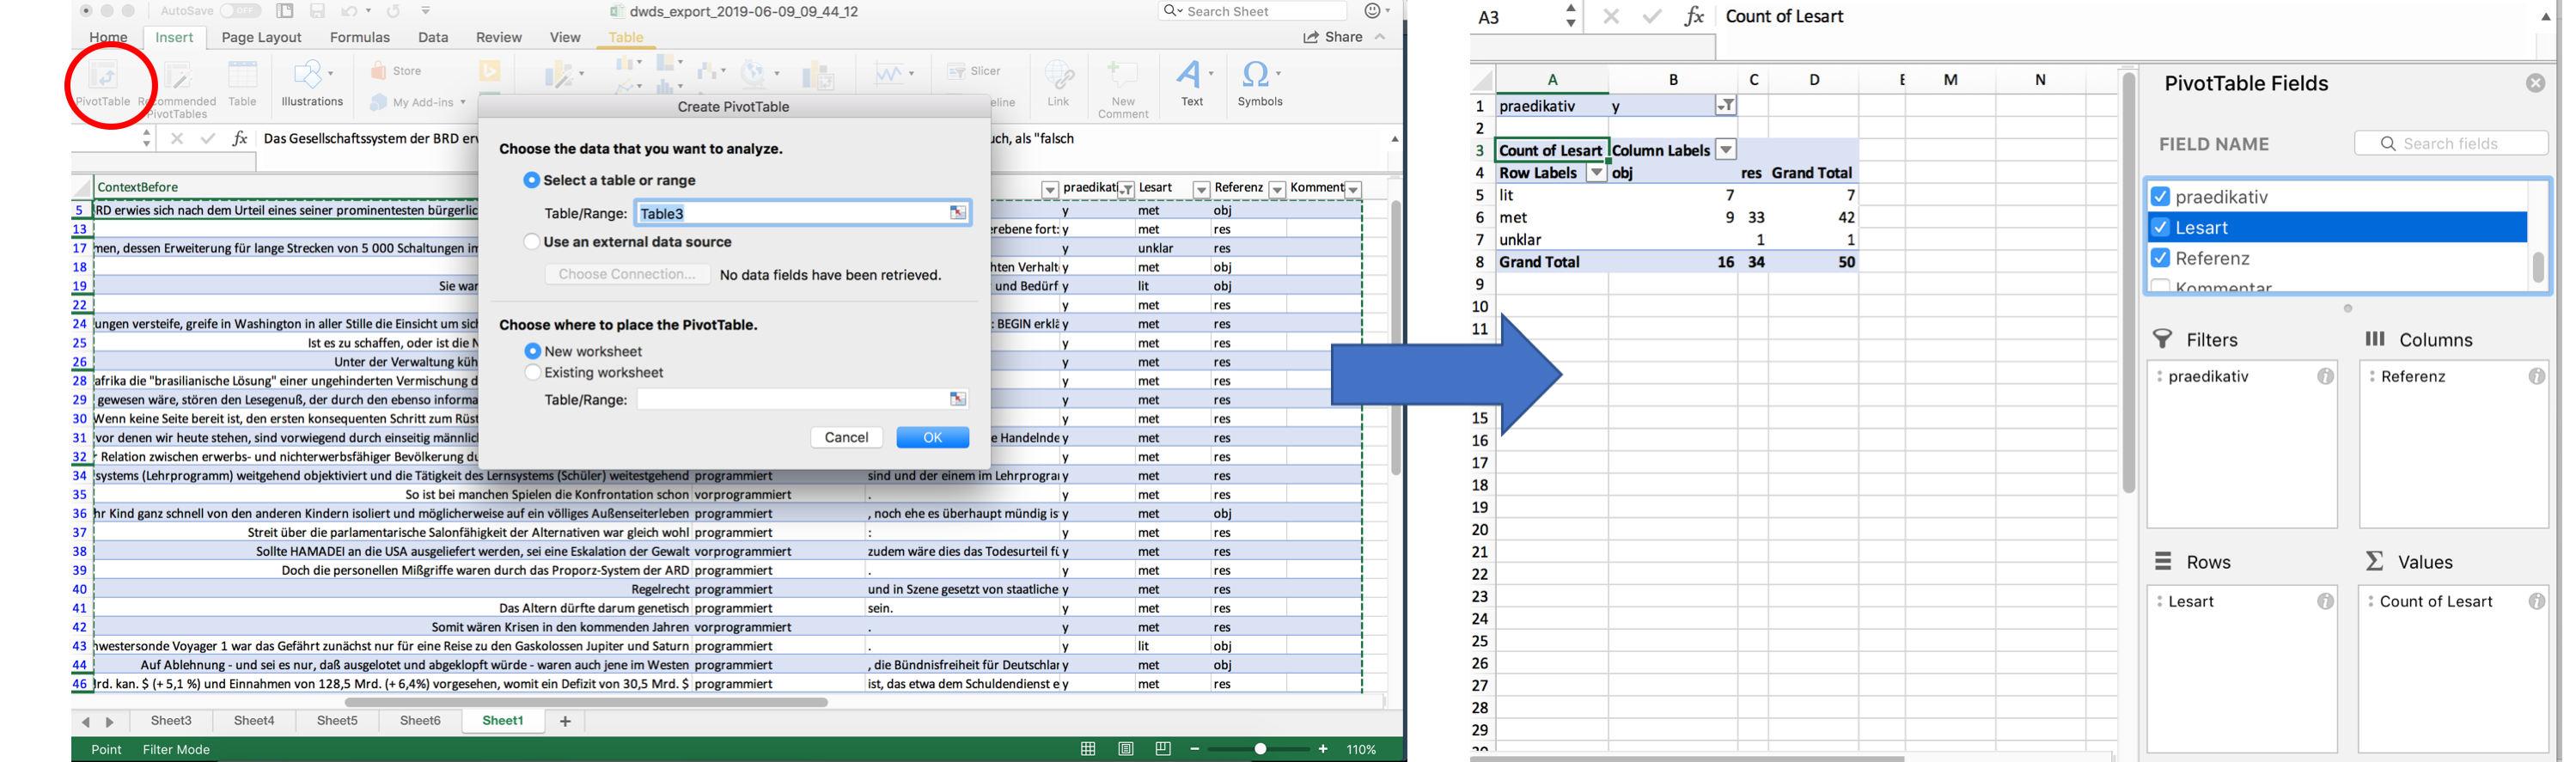 AutoSave OFF
dwds_export_2019-06-09_09_44_12
Search Sheet
Home Insert Page Layout Formulas Data Review View Table Share
PivotTable
Recommended PivotTables
Table
Illustrations
Store
My Add-ins
Slicer
Link
New Comment
Text
Symbols
fx Das Gesellschaftssystem der BRD als "falsch
ContextBefore praedikati Lesart Referenz Komment
5 RD erwies sich nach dem Urteil eines seiner prominentesten y met obj
13 y met res
17 men, dessen Erweiterung für lange Strecken von 5 000 Schaltungen y unklar res
18 y met obj
19 Sie und y lit obj
22 y met res
24 ungen versteife, greife in Washington in aller Stille die Einsicht um : BEGIN y met res
25 Ist es zu schaffen, oder ist die y met res
26 Unter der Verwaltung y met res
28 afrika die "brasilianische Lösung" einer ungehinderten Vermischung y met res
29 gewesen wäre, stören den Lesegenuß, der durch den ebenso y met res
30 Wenn keine Seite bereit ist, den ersten konsequenten Schritt zum y met res
31 vor denen wir heute stehen, sind vorwiegend durch einseitig y met res
32 Relation zwischen erwerbs- und nichterwerbsfähiger Bevölkerung y met res
34 systems (Lehrprogramm) weitgehend objektiviert und die Tätigkeit des Lernsystems (Schüler) weitestgehend programmiert sind und der einem im y met res
35 So ist bei manchen Spielen die Konfrontation schon vorprogrammiert . y met res
36 hr Kind ganz schnell von den anderen Kindern isoliert und möglicherweise auf ein völliges Außenseiterleben programmiert , noch ehe es überhaupt mündig y met obj
37 Streit über die parlamentarische Salonfähigkeit der Alternativen war gleich wohl programmiert : y met res
38 Sollte HAMADEI an die USA ausgeliefert werden, sei eine Eskalation der Gewalt vorprogrammiert zudem wäre dies das Todesurteil y met res
39 Doch die personellen Mißgriffe waren durch das Proporz-System der ARD programmiert . y met res
40 Regelrecht programmiert und in Szene gesetzt von staatliche y met res
41 Das Altern dürfte darum genetisch programmiert sein. y met res
42 Somit wären Krisen in den kommenden Jahren vorprogrammiert . y met res
43 westersonde Voyager 1 war das Gefährt zunächst nur für eine Reise zu den Gaskolossen Jupiter und Saturn programmiert . y lit obj
44 Auf Ablehnung - und sei es nur, daß ausgelotet und abgeklopft würde - waren auch jene im Westen programmiert , die Bündnisfreiheit für y met obj
46 rd. kan. $ (+ 5,1 %) und Einnahmen von 128,5 Mrd. (+ 6,4%) vorgesehen, womit ein Defizit von 30,5 Mrd. $ programmiert ist, das etwa dem Schuldendienst y met res
Create PivotTable
Choose the data that you want to analyze.
Select a table or range
Table/Range: Table3
Use an external data source
Choose Connection... No data fields have been retrieved.
Choose where to place the PivotTable.
New worksheet
Existing worksheet
Table/Range:
Cancel OK
Sheet3 Sheet4 Sheet5 Sheet6 Sheet1 +
Point Filter Mode 110%
A3 fx Count of Lesart
A B C D E M N
1 praedikativ y
2
3 Count of Lesart Column Labels
4 Row Labels obj res Grand Total
5 lit 7 7
6 met 9 33 42
7 unklar 1 1
8 Grand Total 16 34 50
9
10
11
15
16
17
18
19
20
21
22
23
24
25
26
27
28
29
PivotTable Fields
FIELD NAME Search fields
praedikativ
Lesart
Referenz
Kommentar
Filters Columns
praedikativ Referenz
Rows Values
Lesart Count of Lesart